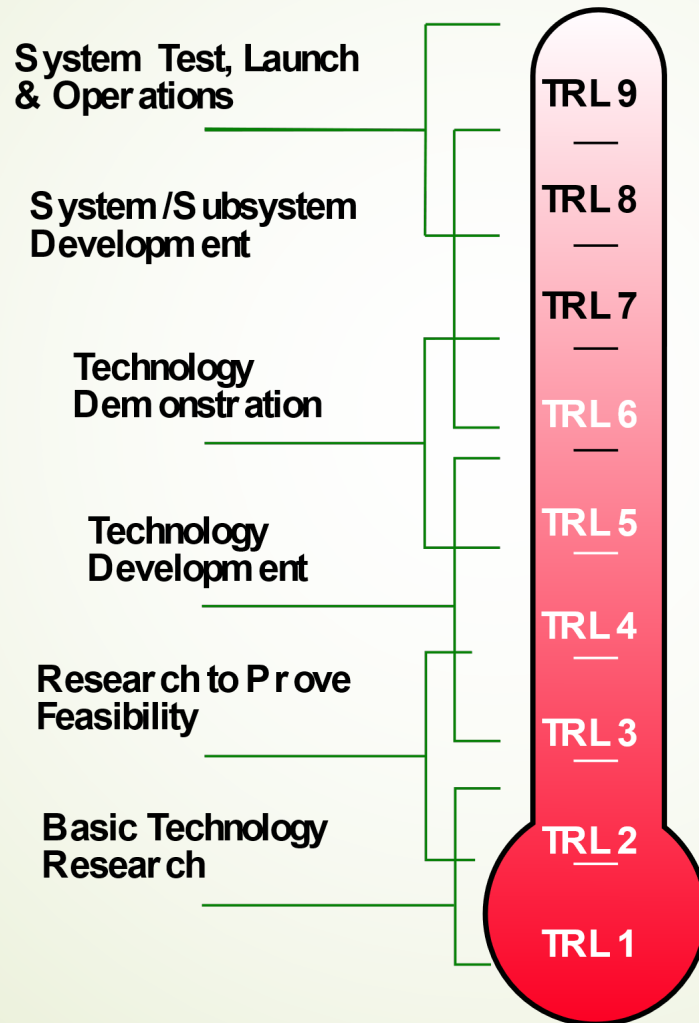 System Test, Launch
& Operations
System/Subsystem
Development
Technology
Demonstration
Technology
Development
Research to Prove
Feasibility
Basic Technology
Research
TRL 9
TRL 8
TRL 7
TRL 6
TRL 5
TRL 4
TRL 3
TRL 2
TRL 1